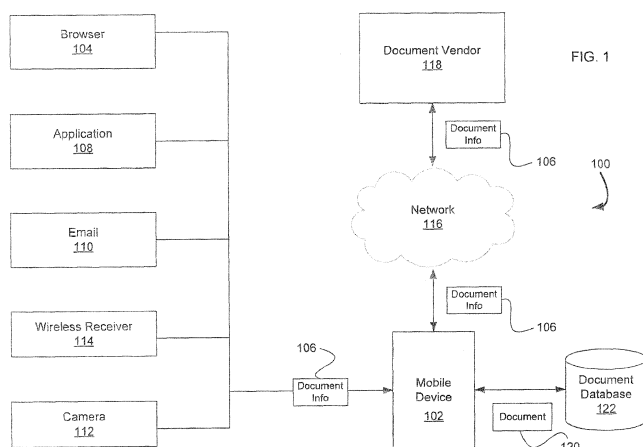 Browser
104
Application
108
Email
110
Wireless Receiver
114
Camera
112
Document Vendor
118
FIG. 1
Document
Info
106
100
Network
116
Document
Info
106
106
Document
Info
Mobile
Device
102
Document
Document
Database
122
120